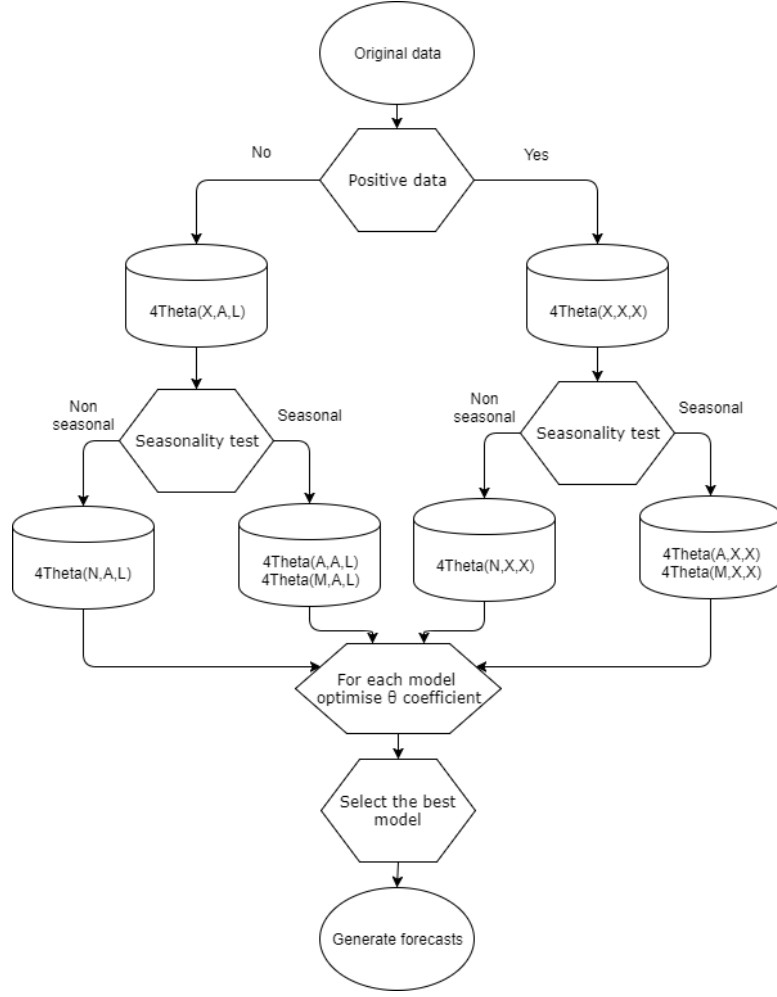 Original data
No
Yes
Positive data
4Theta(X,A,L)
4Theta(X,X,X)
Non
seasonal
Seasonality test
Seasonal
Non
seasonal
Seasonality test
Seasonal
4Theta(N,A,L)
4Theta(A,A,L)
4Theta(M,A,L)
4Theta(N,X,X)
4Theta(A,X,X)
4Theta(M,X,X)
For each model
optimise θ coefficient
Select the best
model
Generate forecasts